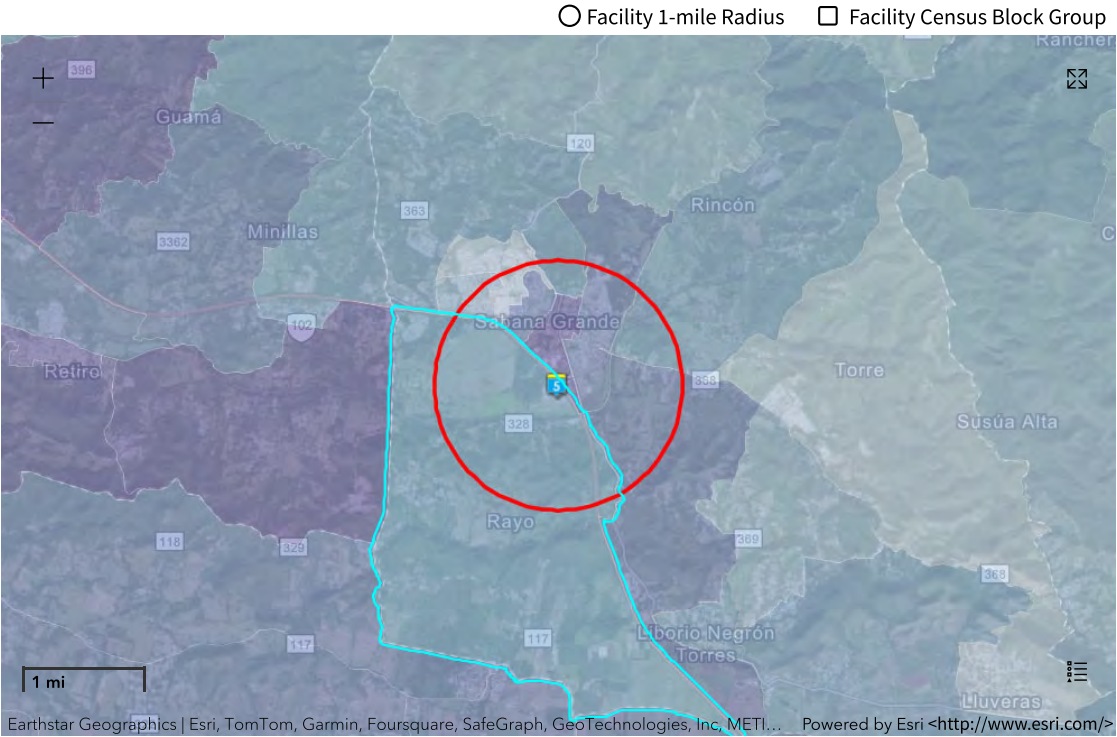 Facility 1-mile Radius Facility Census Block Group
Rancher
396
+
−
Guamá
120
Rincón
363
Minillas
3362
C
102
Sabana Grande
Retiro
368
Torre
5
328
Susúa Alta
Rayo
118
329
369
368
117
117
Liborio Negrón
Torres
1 mi
Lluveras
Earthstar Geographics | Esri, TomTom, Garmin, Foursquare, SafeGraph, GeoTechnologies, Inc, METI... Powered by Esri <http://www.esri.com/>